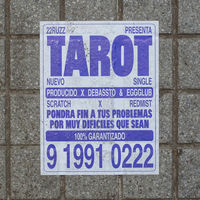 22RUZZ PRESENTA
TAROT
NUEVO SINGLE
PRODUCIDO X DEBASSTO & EGGGLUB
SCRATCH X REDMIST
PONDRA FIN A TUS PROBLEMAS
POR MUY DIFICILES QUE SEAN
100% GARANTIZADO
9 1991 0222